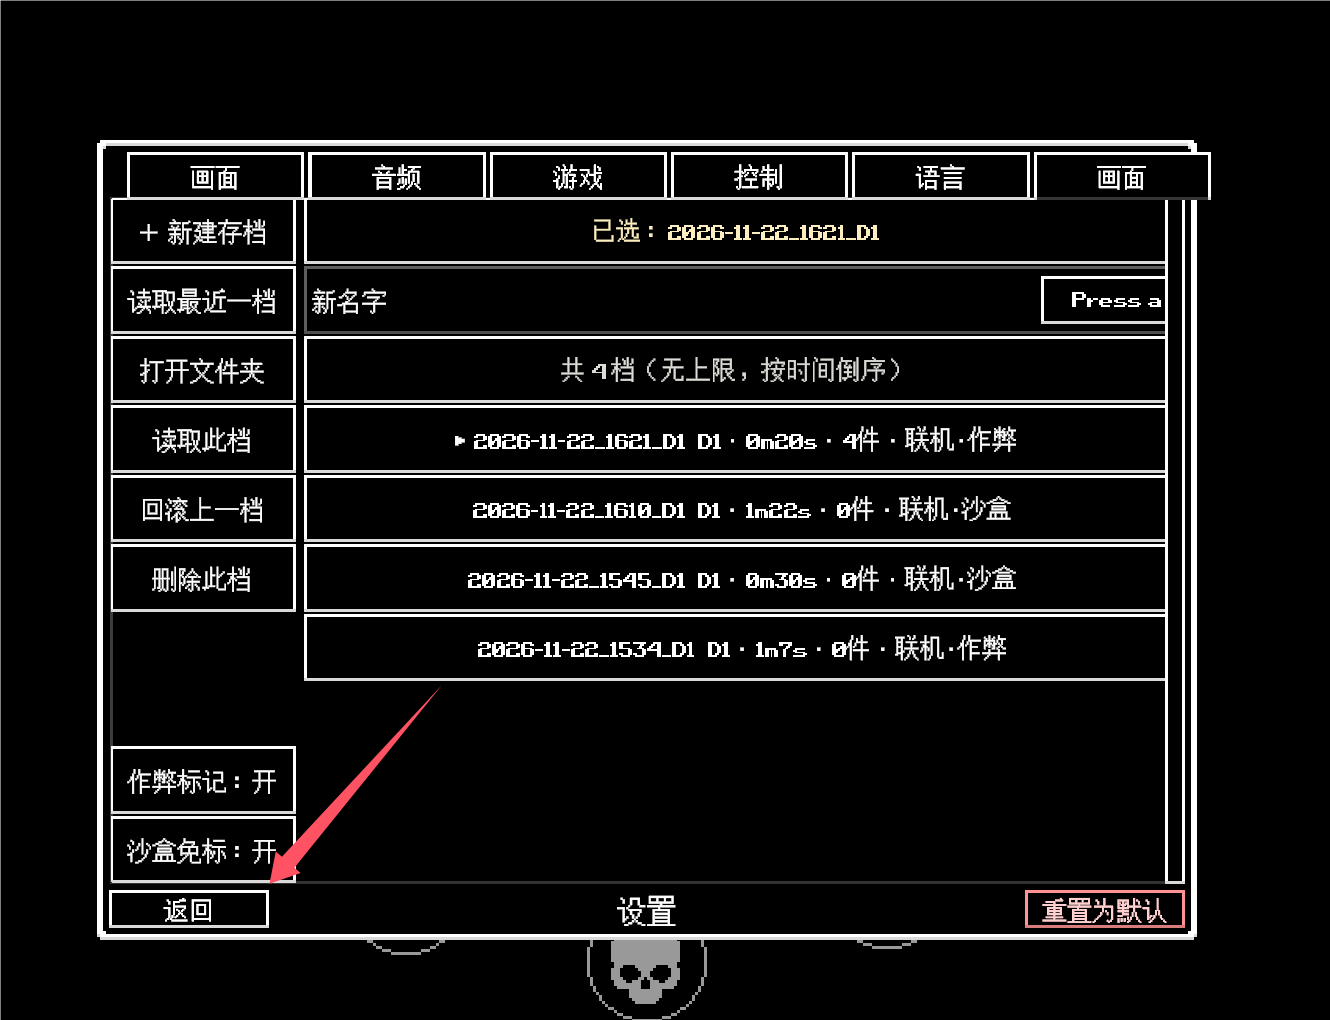 画面 音频 游戏 控制 语言 画面
+ 新建存档
已选：2026-11-22_1621_D1
读取最近一档
新名字
Press a
打开文件夹
共 4档（无上限，按时间倒序）
读取此档
▶ 2026-11-22_1621_D1 D1 · 0m20s · 4件 · 联机·作弊
回滚上一档
2026-11-22_1610_D1 D1 · 1m22s · 0件 · 联机·沙盒
删除此档
2026-11-22_1545_D1 D1 · 0m30s · 0件 · 联机·沙盒
2026-11-22_1534_D1 D1 · 1m7s · 0件 · 联机·作弊
作弊标记：开
沙盒免标：开
返回
设置
重置为默认